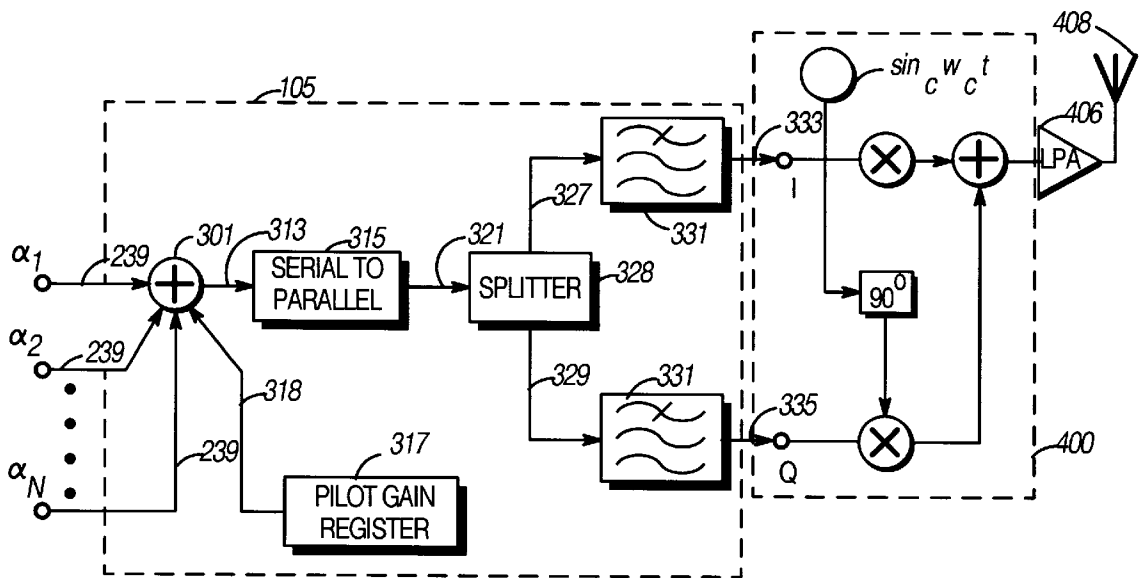 408
sin c w c t
105
406
333
LPA
I
327
331
301
313
315
321
α1
239
SERIAL TO
PARALLEL
SPLITTER
328
90°
α2
239
329
331
318
335
αN
239
317
Q
400
PILOT GAIN
REGISTER